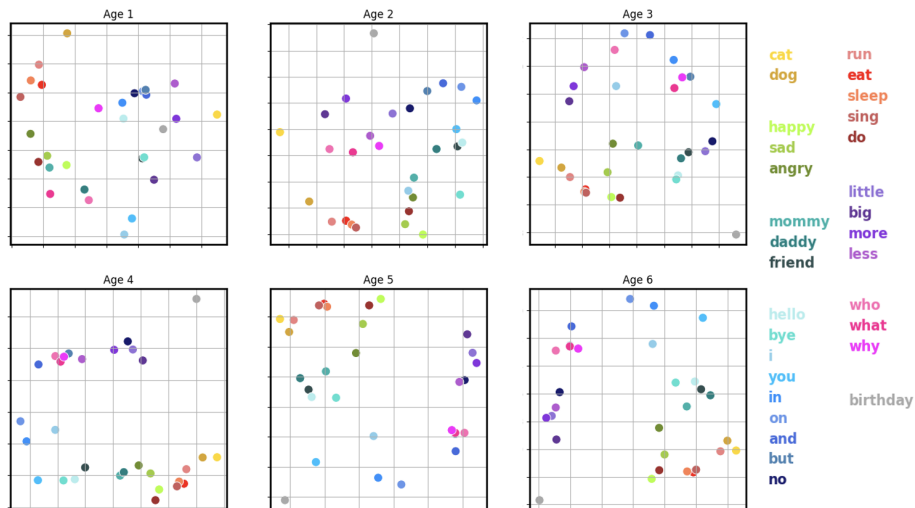 Age 1
Age 2
Age 3
cat
dog
happy
sad
angry
mommy
daddy
friend
hello
bye
i
you
in
on
and
but
no
run
eat
sleep
sing
do
little
big
more
less
who
what
why
birthday
Age 4
Age 5
Age 6